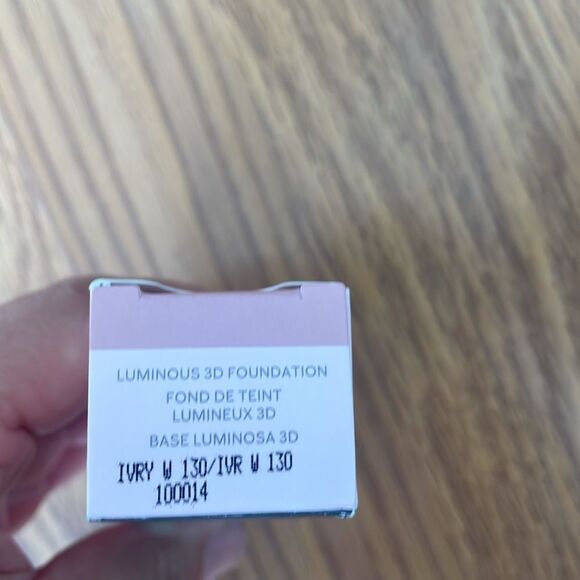 LUMINOUS 3D FOUNDATION
FOND DE TEINT
LUMINEUX 3D
BASE LUMINOSA 3D
IVRY W 130/IVR W 130
100014